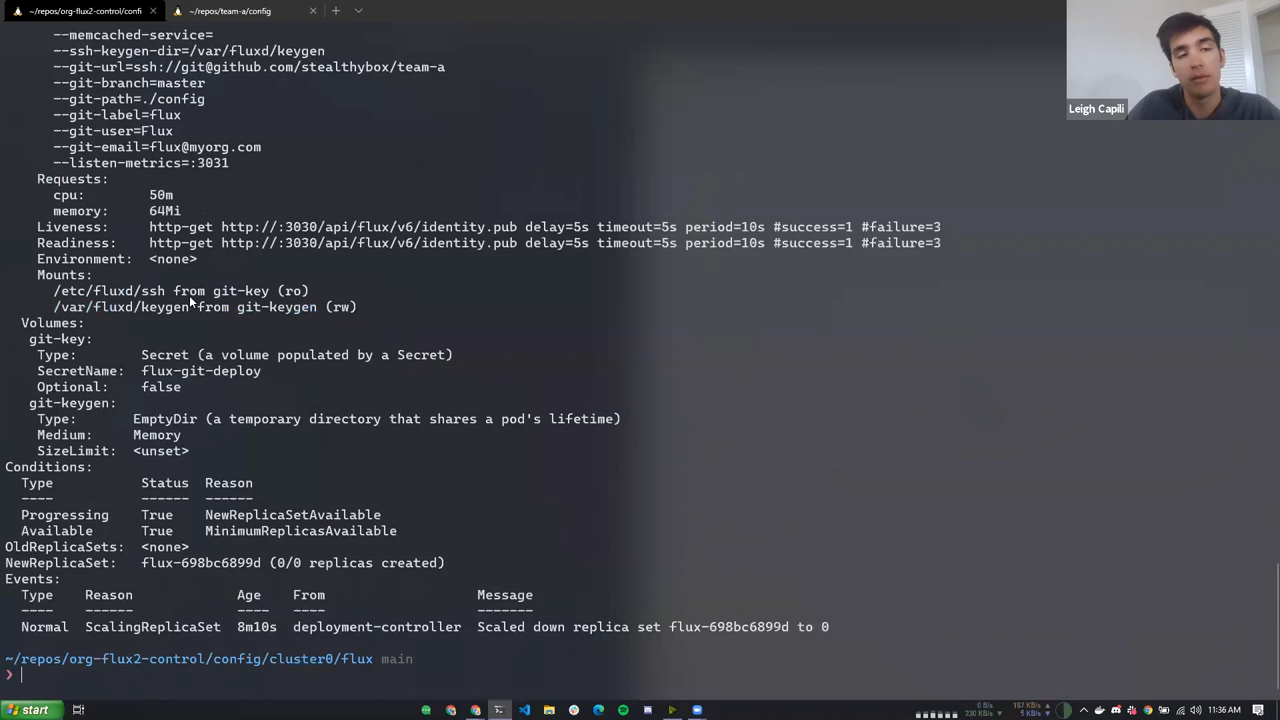 ~/repos/org-flux2-control/confi
~/repos/team-a/config
--memcached-service=
--ssh-keygen-dir=/var/fluxd/keygen
--git-url=ssh://git@github.com/stealthybox/team-a
--git-branch=master
--git-path=./config
--git-label=flux
--git-user=Flux
--git-email=flux@myorg.com
--listen-metrics=:3031
Requests:
cpu: 50m
memory: 64Mi
Liveness: http-get http://:3030/api/flux/v6/identity.pub delay=5s timeout=5s period=10s #success=1 #failure=3
Readiness: http-get http://:3030/api/flux/v6/identity.pub delay=5s timeout=5s period=10s #success=1 #failure=3
Environment: <none>
Mounts:
/etc/fluxd/ssh from git-key (ro)
/var/fluxd/keygen from git-keygen (rw)
Volumes:
git-key:
Type: Secret (a volume populated by a Secret)
SecretName: flux-git-deploy
Optional: false
git-keygen:
Type: EmptyDir (a temporary directory that shares a pod's lifetime)
Medium: Memory
SizeLimit: <unset>
Conditions:
Type Status Reason
---- ------ ------
Progressing True NewReplicaSetAvailable
Available True MinimumReplicasAvailable
OldReplicaSets: <none>
NewReplicaSet: flux-698bc6899d (0/0 replicas created)
Events:
Type Reason Age From Message
---- ------ ---- ---- -------
Normal ScalingReplicaSet 8m10s deployment-controller Scaled down replica set flux-698bc6899d to 0
~/repos/org-flux2-control/config/cluster0/flux main
❯
Leigh Capili
start
0 B/s
230 KB/s
167 KB/s
5 KB/s
11:36 AM